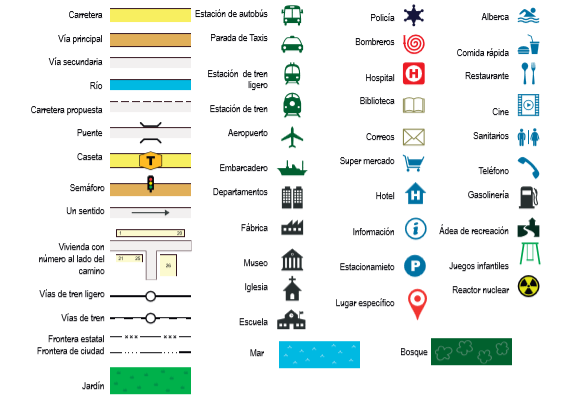 Carretera
Vía principal
Vía secundaria
Río
Carretera propuesta
Puente
Caseta
T
Semáforo
Un sentido
1 20
Vivienda con
número al lado del
camino
21 25
26
Vías de tren ligero
Vías de tren
Frontera estatal
Frontera de ciudad
Jardín
Estación de autobús
Parada de Taxis
Estación de tren
ligero
Estación de tren
Aeropuerto
Embarcadero
Departamentos
Fábrica
Museo
Iglesia
Escuela
Mar
Policía
Bomberos
Hospital
H
Biblioteca
Correos
Super mercado
Hotel
H
Información
i
Estacionamieto
P
Lugar específico
Bosque
Alberca
Comida rápida
Restaurante
Cine
Sanitarios
Teléfono
Gasolinería
Ádea de recreación
Juegos infantiles
Reactor nuclear